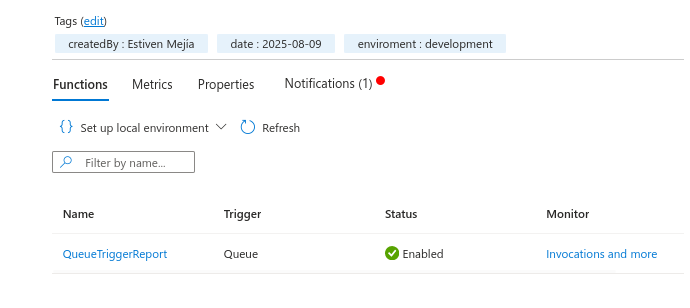 Tags (edit)
createdBy : Estiven Mejía date : 2025-08-09 enviroment : development
Functions Metrics Properties Notifications (1)
{} Set up local environment Refresh
Filter by name...
Name Trigger Status Monitor
QueueTriggerReport Queue Enabled Invocations and more